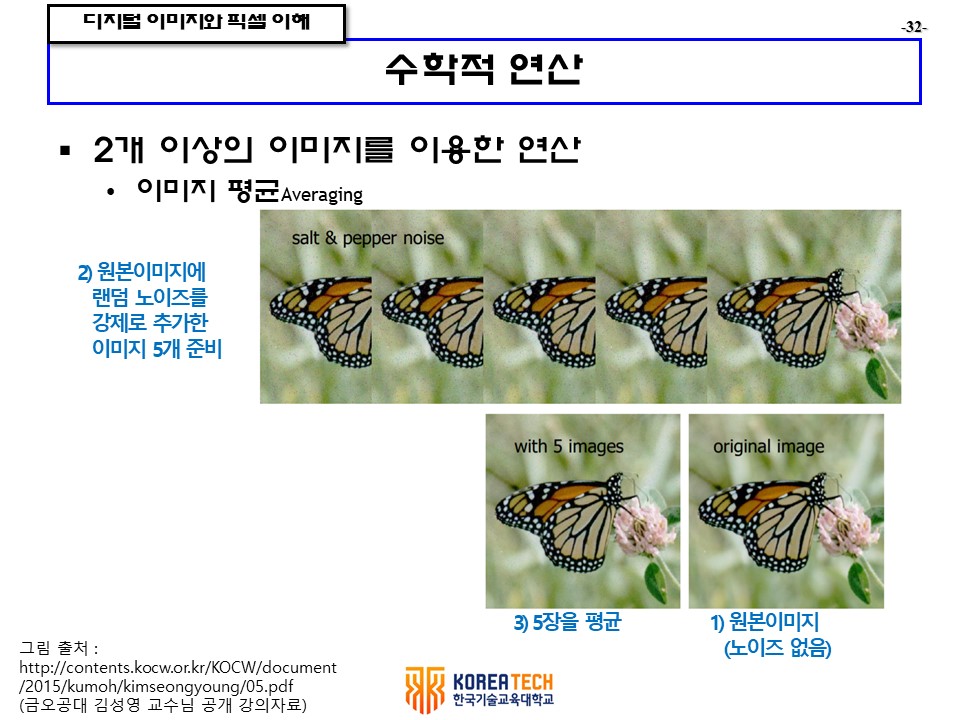 디지털 이미지와 픽셀 이해
-32-
수학적 연산
▪ 2개 이상의 이미지를 이용한 연산
• 이미지 평균Averaging
salt & pepper noise
2) 원본이미지에
랜덤 노이즈를
강제로 추가한
이미지 5개 준비
with 5 images
original image
3) 5장을 평균
1) 원본이미지
(노이즈 없음)
그림 출처 :
http://contents.kocw.or.kr/KOCW/document
/2015/kumoh/kimseongyoung/05.pdf
(금오공대 김성영 교수님 공개 강의자료)
KOREATECH
한국기술교육대학교